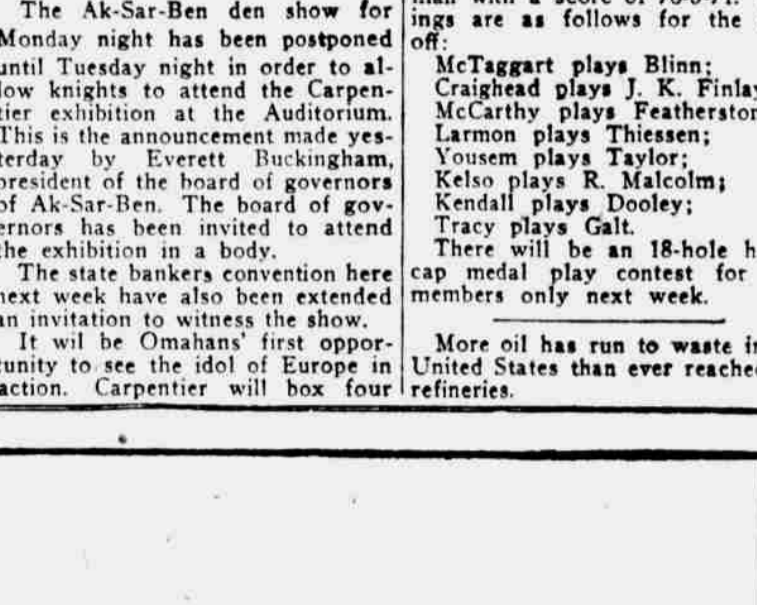 The Ak-Sar-Ben den show for
Monday night has been postponed
until Tuesday night in order to al-
low knights to attend the Carpen-
tier exhibition at the Auditorium.
This is the announcement made yes-
terday by Everett Buckingham,
president of the board of governors
of Ak-Sar-Ben. The board of gov-
ernors has been invited to attend
the exhibition in a body.
The state bankers convention here
next week have also been extended
an invitation to witness the show.
It wil be Omahans' first oppor-
tunity to see the idol of Europe in
action. Carpentier will box four
ings are as follows for the
off:
McTaggart plays Blinn;
Craighead plays J. K. Finlay
McCarthy plays Featherston
Larmon plays Thiessen;
Yousem plays Taylor;
Kelso plays R. Malcolm;
Kendall plays Dooley;
Tracy plays Galt.
There will be an 18-hole h
cap medal play contest for
members only next week.
More oil has run to waste in
United States than ever reached
refineries.